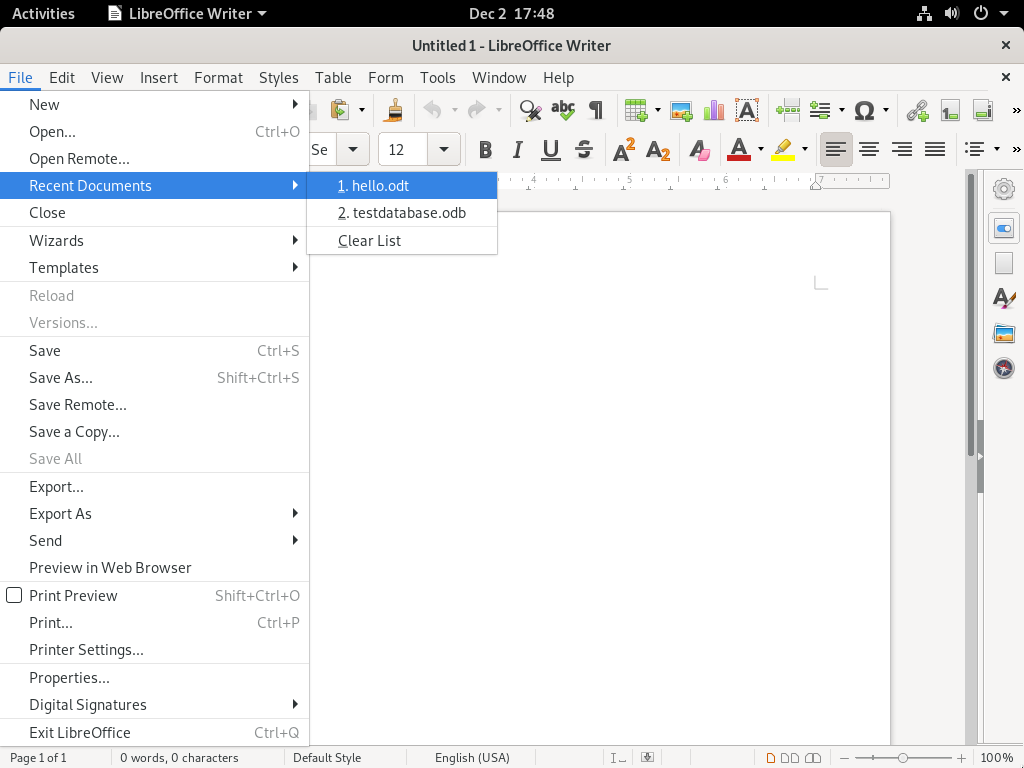 Activities LibreOffice Writer Dec 2 17:48
Untitled 1 - LibreOffice Writer
File Edit View Insert Format Styles Table Form Tools Window Help
New
Open... Ctrl+O
Open Remote...
Se 12
Recent Documents
1. hello.odt
Close
2. testdatabase.odb
Wizards
Clear List
Templates
Reload
Versions...
Save Ctrl+S
Save As... Shift+Ctrl+S
Save Remote...
Save a Copy...
Save All
Export...
Export As
Send
Preview in Web Browser
Print Preview Shift+Ctrl+O
Print... Ctrl+P
Printer Settings...
Properties...
Digital Signatures
Exit LibreOffice Ctrl+Q
4 5 6 7
Page 1 of 1 0 words, 0 characters Default Style English (USA) 100%